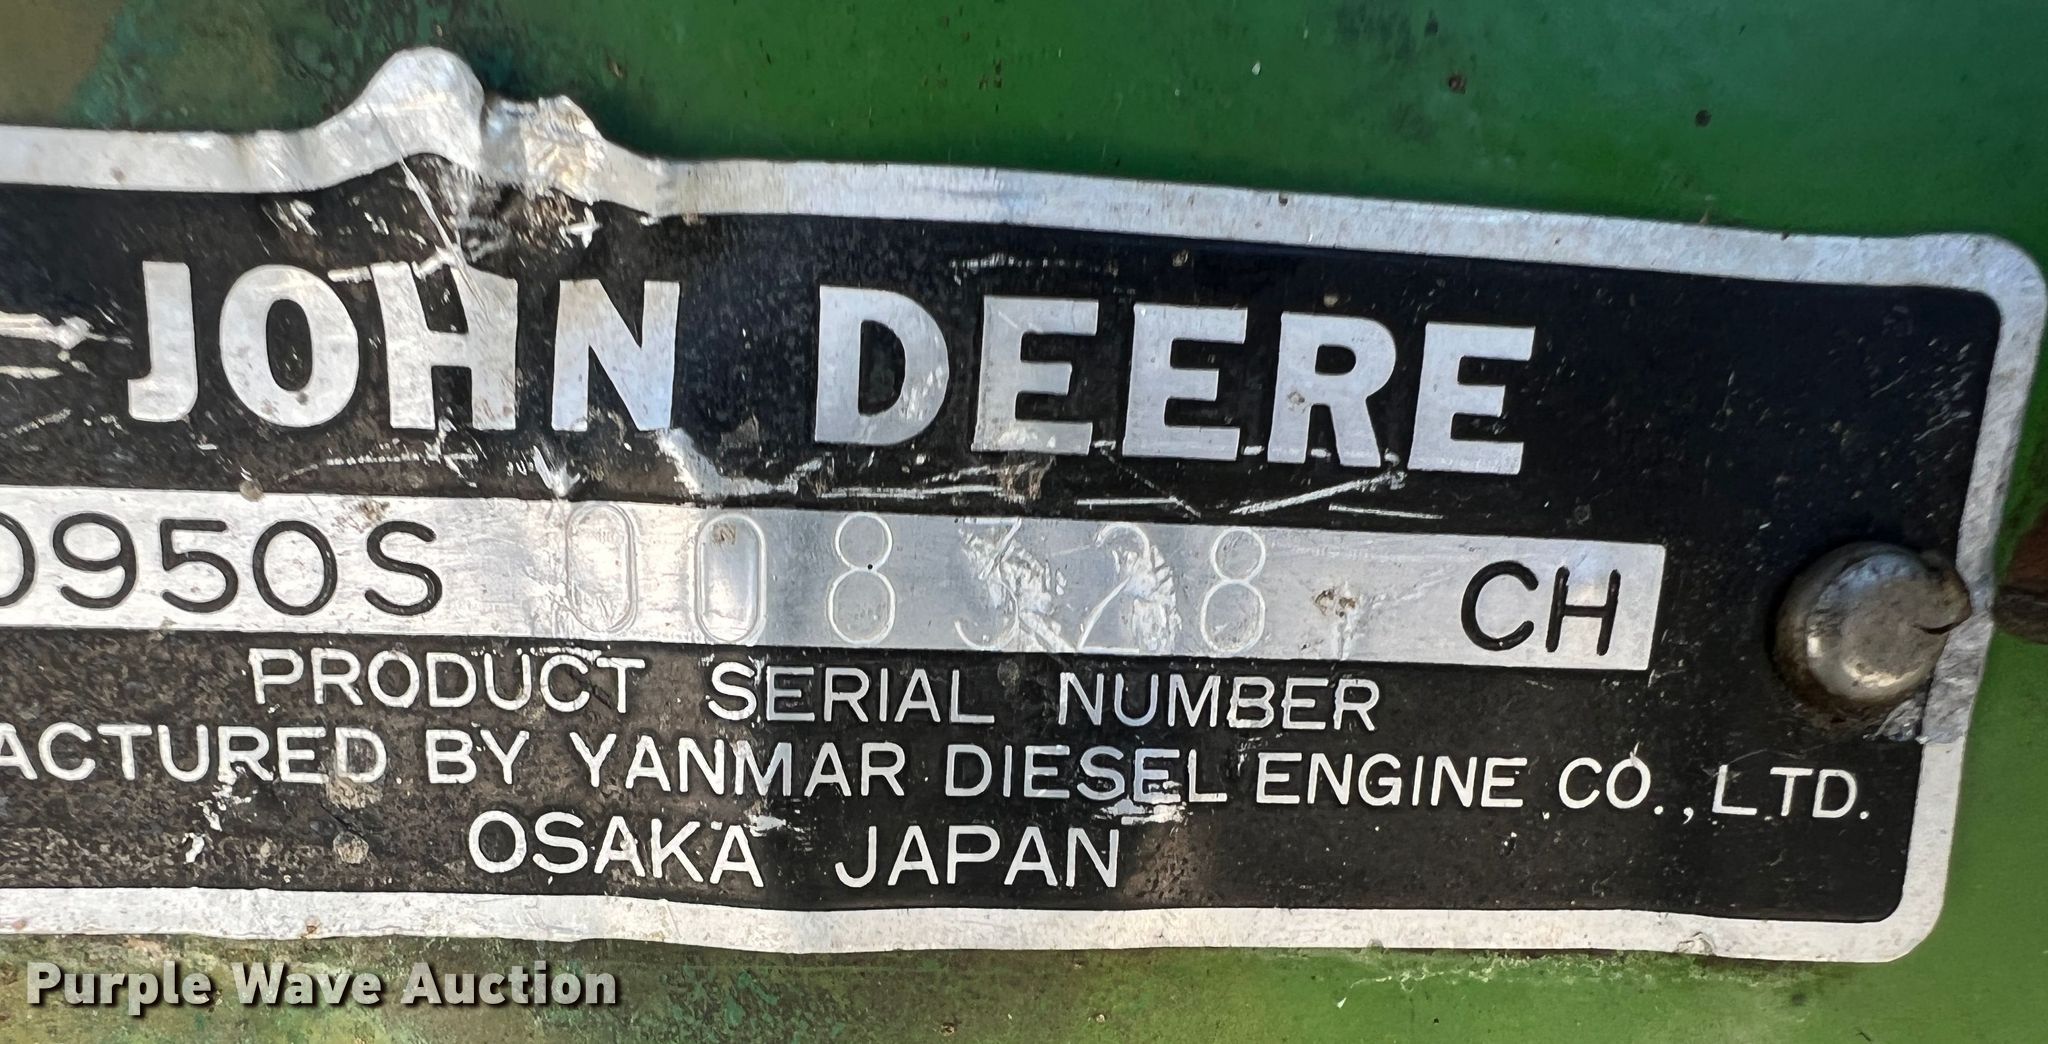 JOHN DEERE
0950S 008328 CH
PRODUCT SERIAL NUMBER
ACTURED BY YANMAR DIESEL ENGINE CO., LTD.
OSAKA JAPAN
Purple Wave Auction